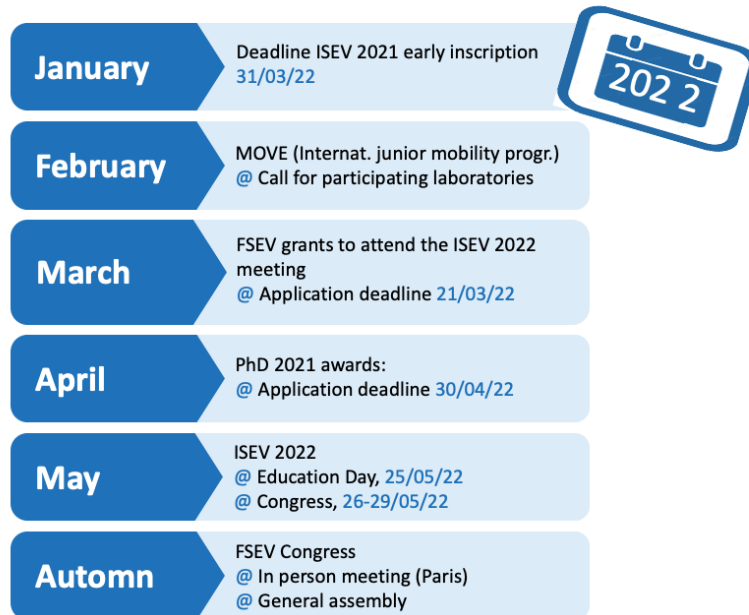 2022
January
Deadline ISEV 2021 early inscription
31/03/22
February
MOVE (Internat. junior mobility progr.)
@ Call for participating laboratories
March
FSEV grants to attend the ISEV 2022
meeting
@ Application deadline 21/03/22
April
PhD 2021 awards:
@ Application deadline 30/04/22
May
ISEV 2022
@ Education Day, 25/05/22
@ Congress, 26-29/05/22
Automn
FSEV Congress
@ In person meeting (Paris)
@ General assembly